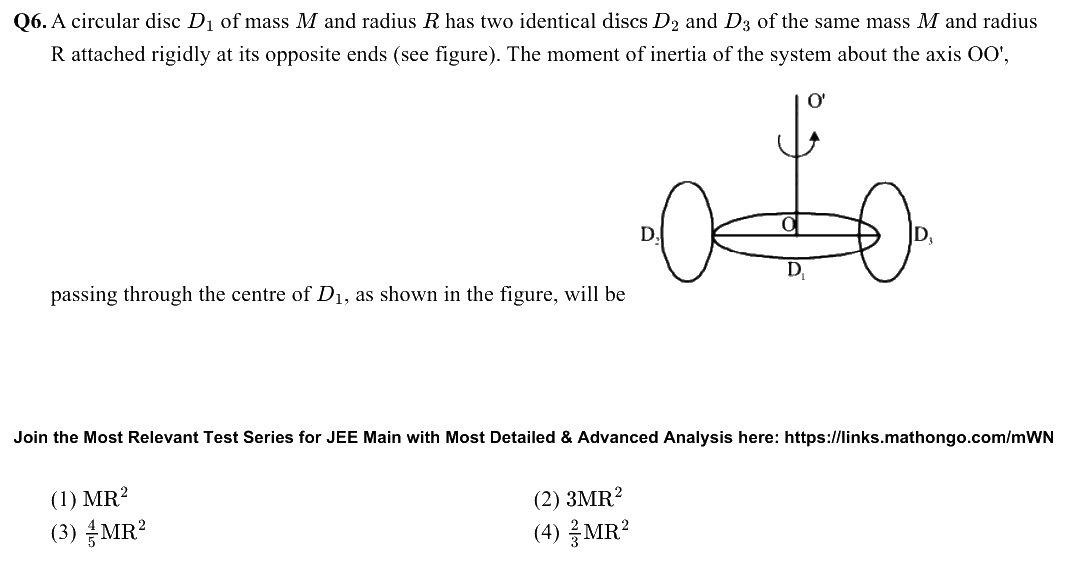 Q6. A circular disc D₁ of mass M and radius R has two identical discs D₂ and D₃ of the same mass M and radius
R attached rigidly at its opposite ends (see figure). The moment of inertia of the system about the axis OO',
O'
O
D₂
D₃
D₁
passing through the centre of D₁, as shown in the figure, will be
Join the Most Relevant Test Series for JEE Main with Most Detailed & Advanced Analysis here: https://links.mathongo.com/mWN
(1) MR² (2) 3MR²
(3) 4/5 MR² (4) 2/3 MR²